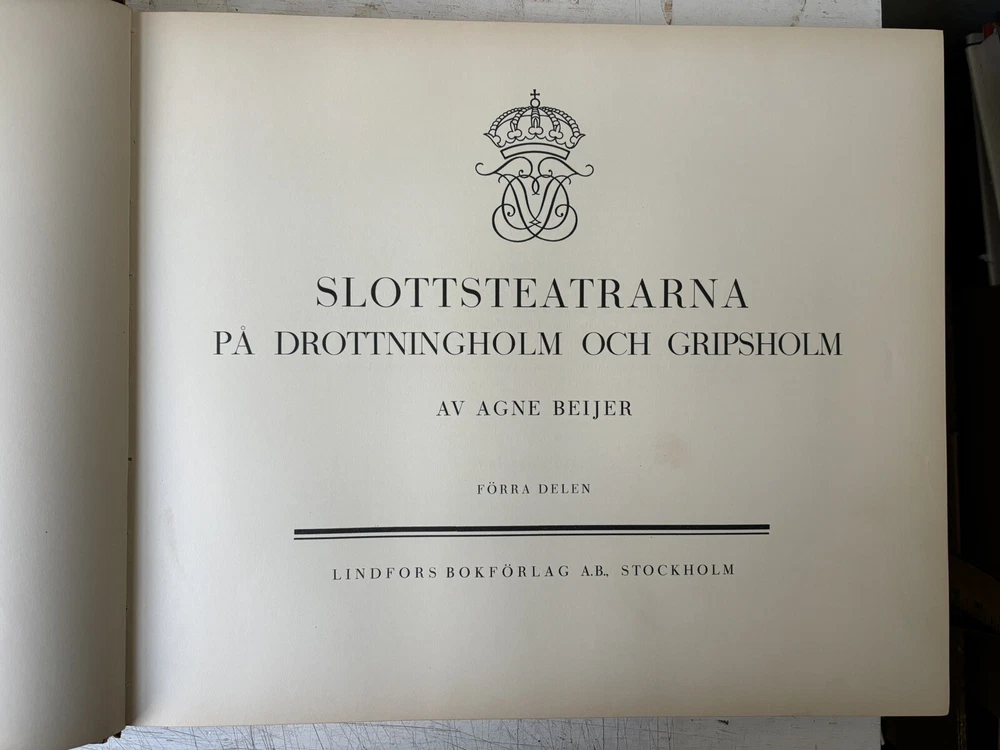 SLOTTSTEATRARNA
PÅ DROTTNINGHOLM OCH GRIPSHOLM
AV AGNE BEIJER
FÖRRA DELEN
LINDFORS BOKFÖRLAG A.B., STOCKHOLM